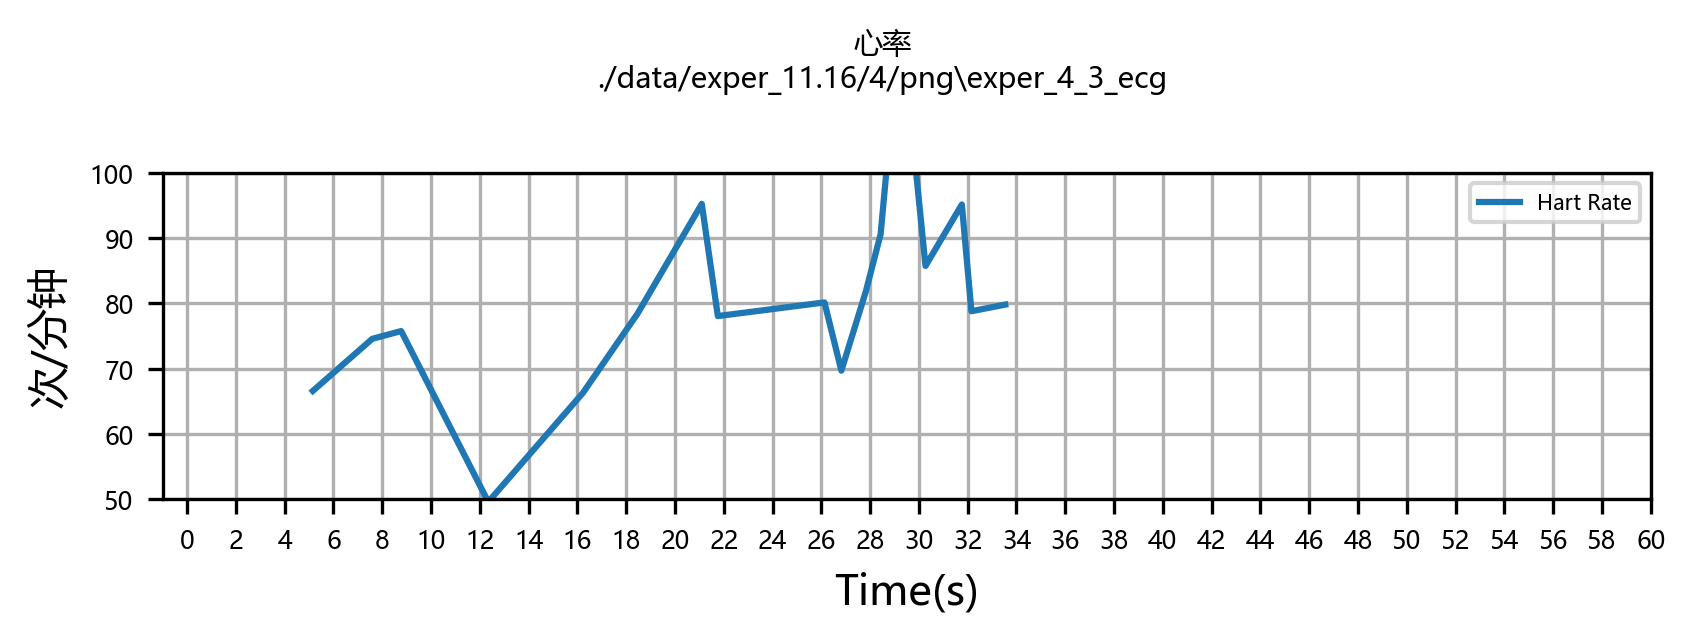 心率
./data/exper_11.16/4/png\exper_4_3_ecg
Hart Rate
次/分钟
100
90
80
70
60
50
0 2 4 6 8 10 12 14 16 18 20 22 24 26 28 30 32 34 36 38 40 42 44 46 48 50 52 54 56 58 60
Time(s)